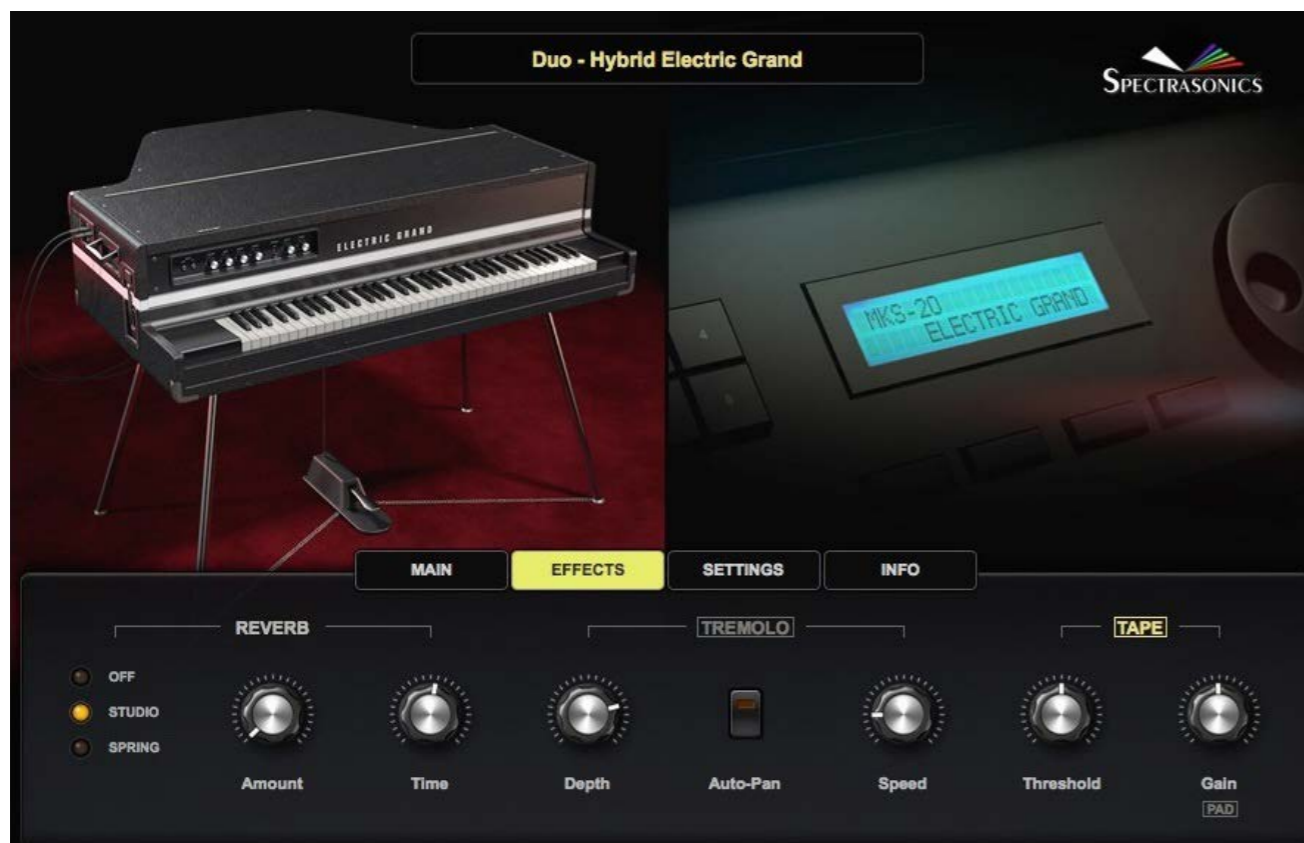 Duo - Hybrid Electric Grand
SPECTRASONICS
ELECTRIC GRAND
MKS-20
ELECTRIC GRAND
4
MAIN
EFFECTS
SETTINGS
INFO
REVERB
TREMOLO
TAPE
OFF
STUDIO
SPRING
Amount
Time
Depth
Auto-Pan
Speed
Threshold
Gain
PAD